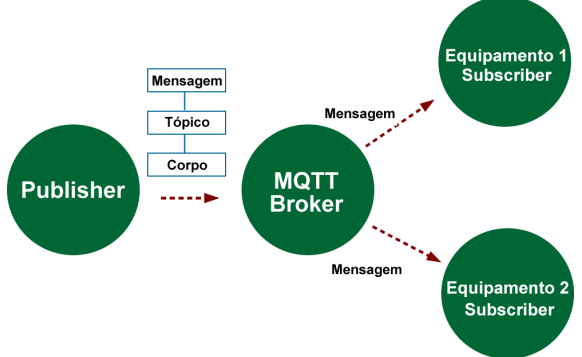 Publisher
Mensagem
Tópico
Corpo
MQTT
Broker
Mensagem
Equipamento 1
Subscriber
Mensagem
Equipamento 2
Subscriber